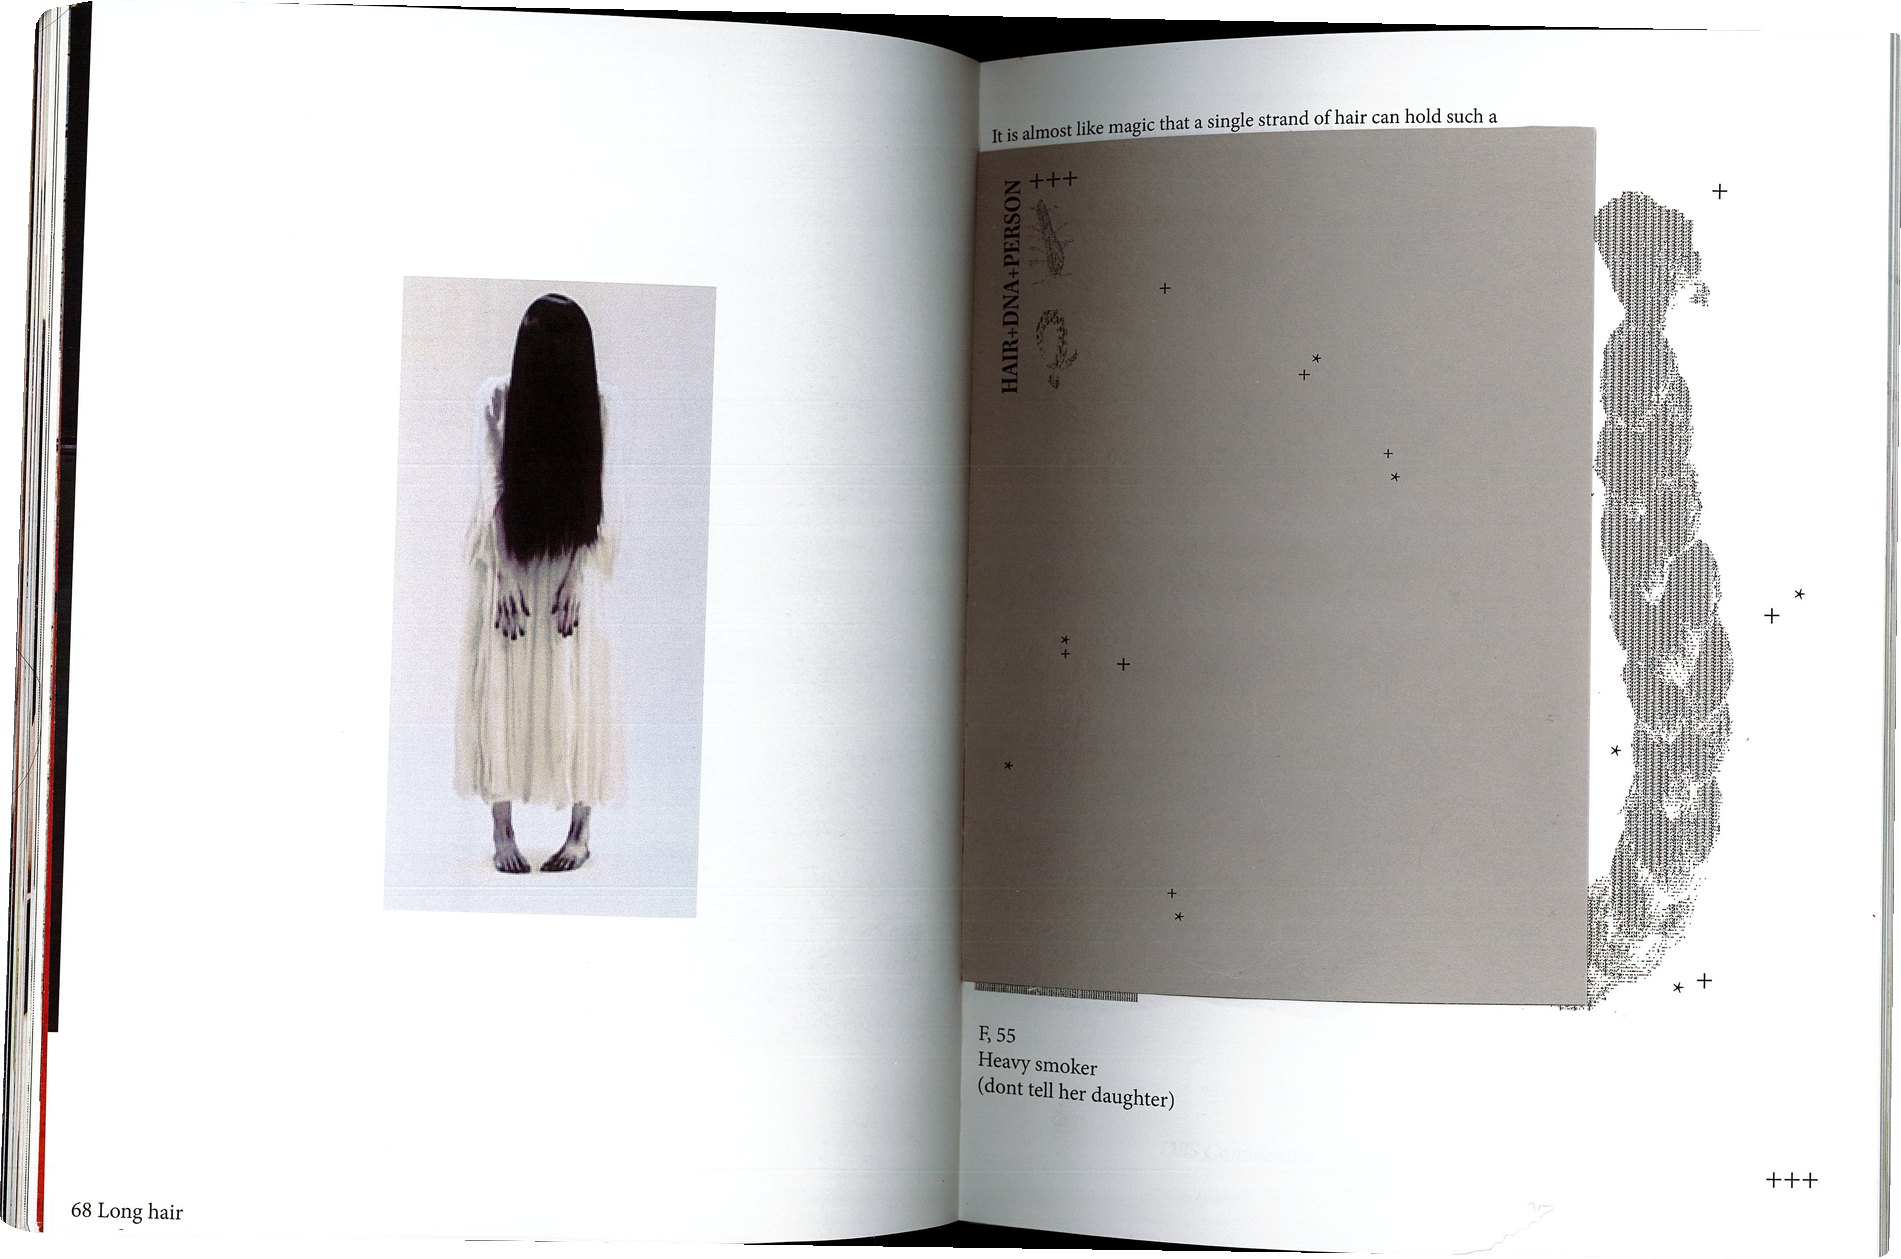 68 Long hair
It is almost like magic that a single strand of hair can hold such a
HAIR+DNA+PERSON
+++
F, 55
Heavy smoker
(dont tell her daughter)
+++